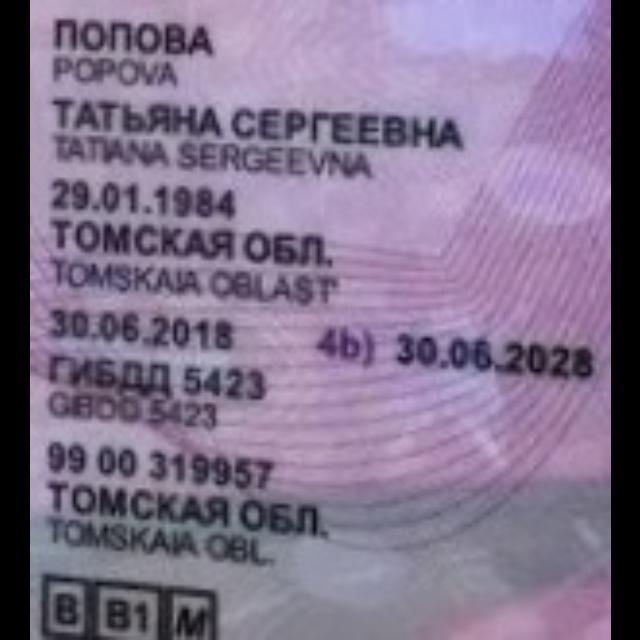 ПОПОВА
POPOVA
ТАТЬЯНА СЕРГЕЕВНА
TATIANA SERGEEVNA
29.01.1984
ТОМСКАЯ ОБЛ.
TOMSKAIA OBLAST'
30.06.2018 4b) 30.06.2028
ГИБДД 5423
GIBDD 5423
99 00 319957
ТОМСКАЯ ОБЛ.
TOMSKAIA OBL.
B B1 M